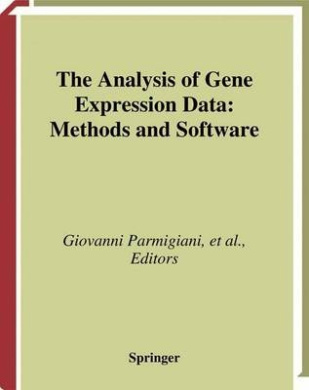 The Analysis of Gene
Expression Data:
Methods and Software
Giovanni Parmigiani, et al.,
Editors
Springer